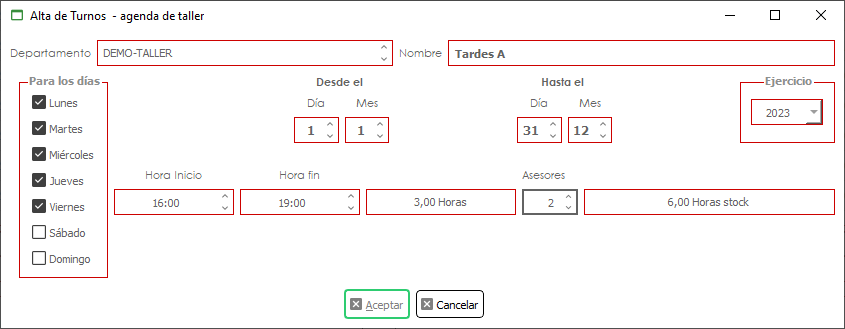 Alta de Turnos - agenda de taller
Departamento DEMO-TALLER Nombre Tardes A
Para los días Desde el Hasta el Ejercicio
Lunes Día Mes Día Mes
Martes 1 1 31 12 2023
Miércoles
Jueves Hora Inicio Hora fin Asesores
Viernes 16:00 19:00 3,00 Horas 2 6,00 Horas stock
Sábado
Domingo
Aceptar Cancelar